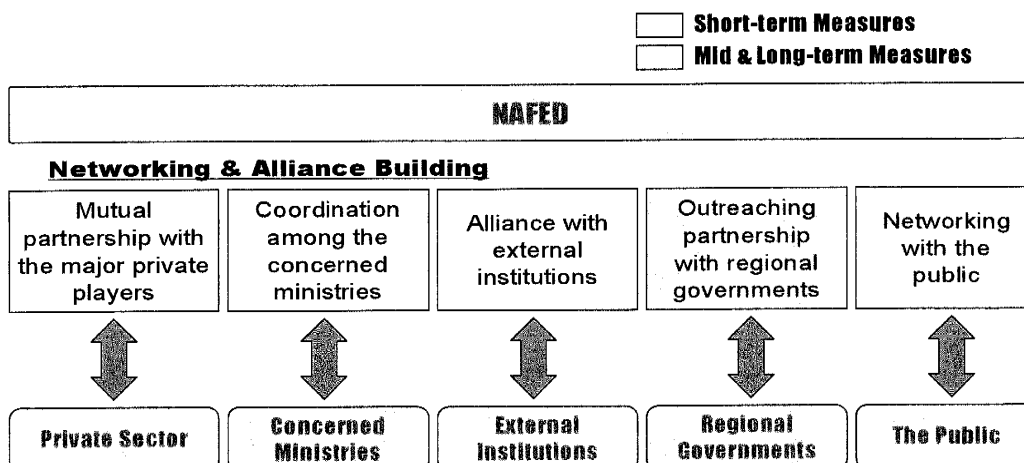 Short-term Measures
Mid & Long-term Measures
NAFED
Networking & Alliance Building
Mutual
partnership with
the major private
players
Coordination
among the
concerned
ministries
Alliance with
external
institutions
Outreaching
partnership
with regional
governments
Networking
with the
public
Private Sector
Concerned
Ministries
External
Institutions
Regional
Governments
The Public